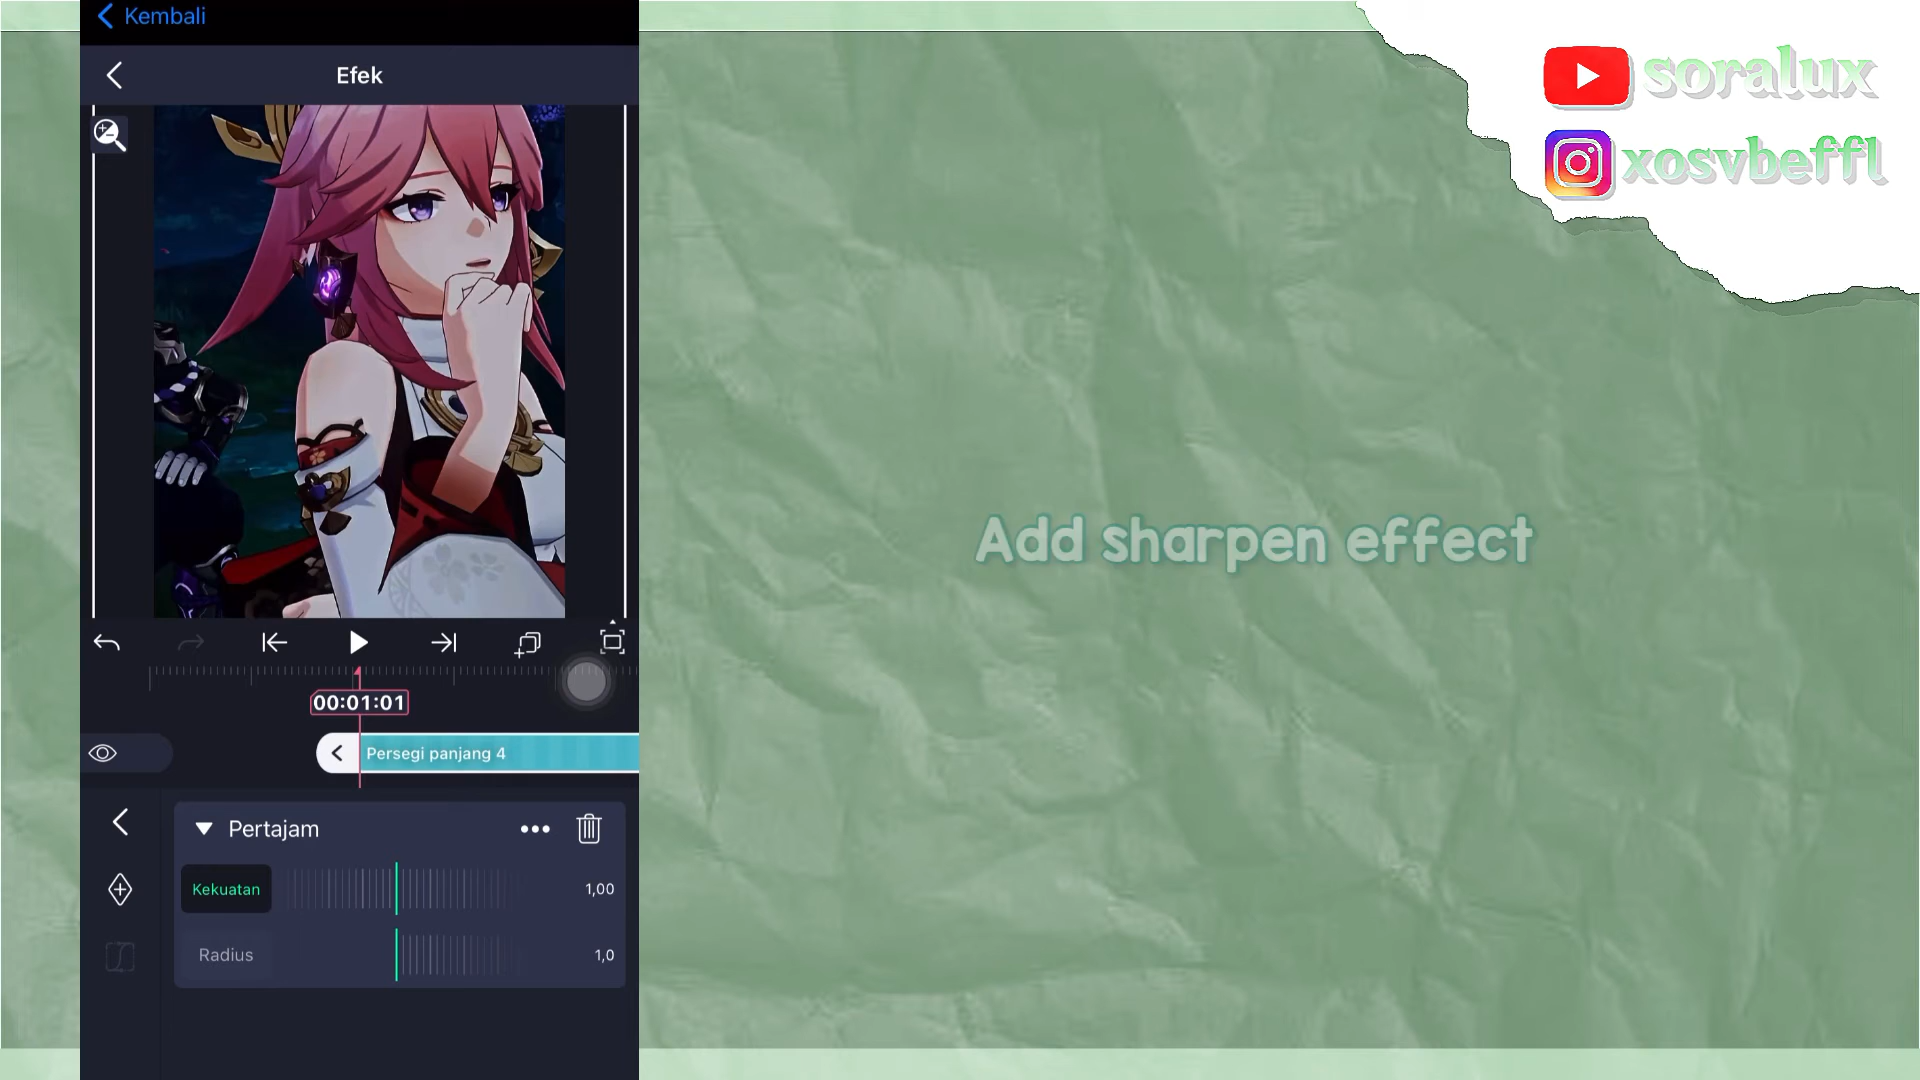 Kembali
Efek
00:01:01
Persegi panjang 4
Pertajam
Kekuatan
1,00
Radius
1,0
Add sharpen effect
soralux
xosvbeffl